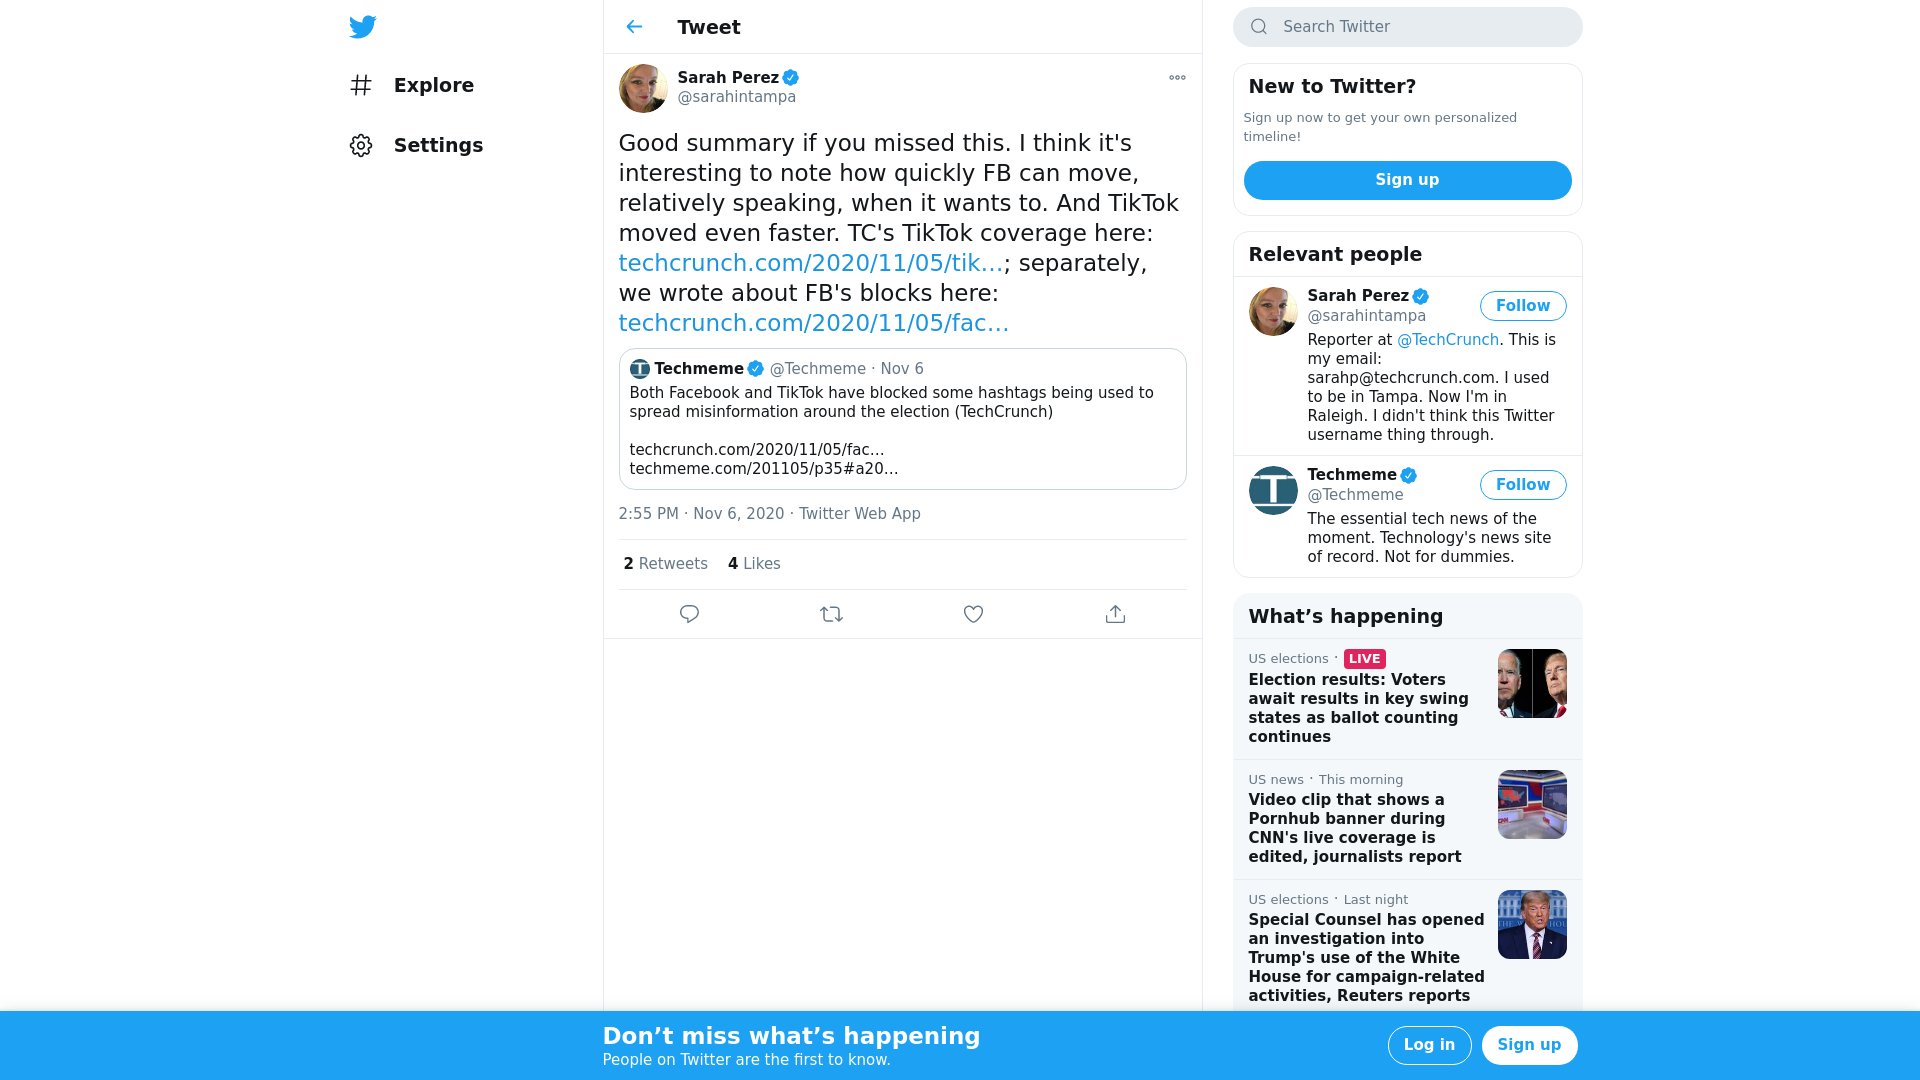 Explore
Settings
Tweet
Sarah Perez
@sarahintampa
Good summary if you missed this. I think it's
interesting to note how quickly FB can move,
relatively speaking, when it wants to. And TikTok
moved even faster. TC's TikTok coverage here:
techcrunch.com/2020/11/05/tik…; separately,
we wrote about FB's blocks here:
techcrunch.com/2020/11/05/fac…
Techmeme @Techmeme · Nov 6
Both Facebook and TikTok have blocked some hashtags being used to
spread misinformation around the election (TechCrunch)
techcrunch.com/2020/11/05/fac…
techmeme.com/201105/p35#a20…
2:55 PM · Nov 6, 2020 · Twitter Web App
2 Retweets 4 Likes
Search Twitter
New to Twitter?
Sign up now to get your own personalized
timeline!
Sign up
Relevant people
Sarah Perez
@sarahintampa
Follow
Reporter at @TechCrunch. This is
my email:
sarahp@techcrunch.com. I used
to be in Tampa. Now I'm in
Raleigh. I didn't think this Twitter
username thing through.
Techmeme
@Techmeme
Follow
The essential tech news of the
moment. Technology's news site
of record. Not for dummies.
What’s happening
US elections · LIVE
Election results: Voters
await results in key swing
states as ballot counting
continues
US news · This morning
Video clip that shows a
Pornhub banner during
CNN's live coverage is
edited, journalists report
US elections · Last night
Special Counsel has opened
an investigation into
Trump's use of the White
House for campaign-related
activities, Reuters reports
Don’t miss what’s happening
People on Twitter are the first to know.
Log in
Sign up